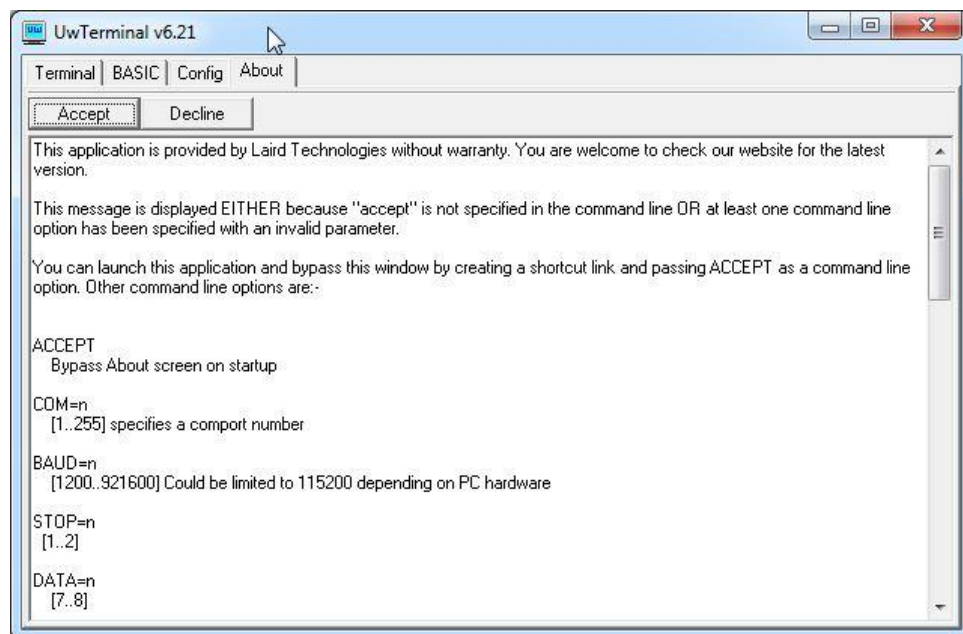 UwTerminal v6.21
Terminal BASIC Config About
Accept Decline
This application is provided by Laird Technologies without warranty. You are welcome to check our website for the latest
version.
This message is displayed EITHER because "accept" is not specified in the command line OR at least one command line
option has been specified with an invalid parameter.
You can launch this application and bypass this window by creating a shortcut link and passing ACCEPT as a command line
option. Other command line options are:-
ACCEPT
Bypass About screen on startup
COM=n
[1..255] specifies a comport number
BAUD=n
[1200..921600] Could be limited to 115200 depending on PC hardware
STOP=n
[1..2]
DATA=n
[7..8]